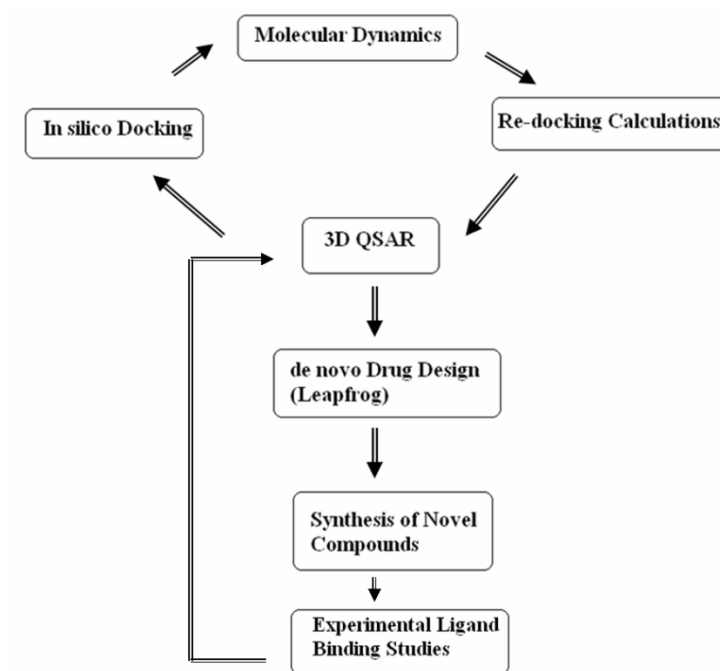 Molecular Dynamics
In silico Docking
Re-docking Calculations
3D QSAR
de novo Drug Design
(Leapfrog)
Synthesis of Novel
Compounds
Experimental Ligand
Binding Studies